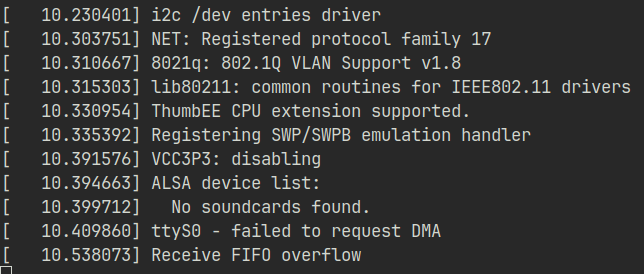 [   10.230401] i2c /dev entries driver
[   10.303751] NET: Registered protocol family 17
[   10.310667] 8021q: 802.1Q VLAN Support v1.8
[   10.315303] lib80211: common routines for IEEE802.11 drivers
[   10.330954] ThumbEE CPU extension supported.
[   10.335392] Registering SWP/SWPB emulation handler
[   10.391576] VCC3P3: disabling
[   10.394663] ALSA device list:
[   10.399712]   No soundcards found.
[   10.409860] ttyS0 - failed to request DMA
[   10.538073] Receive FIFO overflow